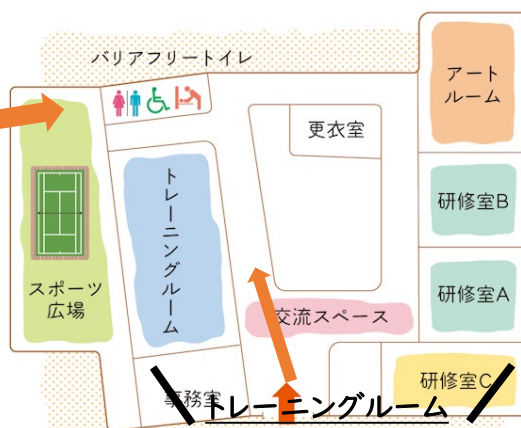 バリアフリートイレ
アート
ルーム
更衣室
トレーニングルーム
研修室B
スポーツ
広場
研修室A
交流スペース
研修室C
事務室
トレーニングルーム